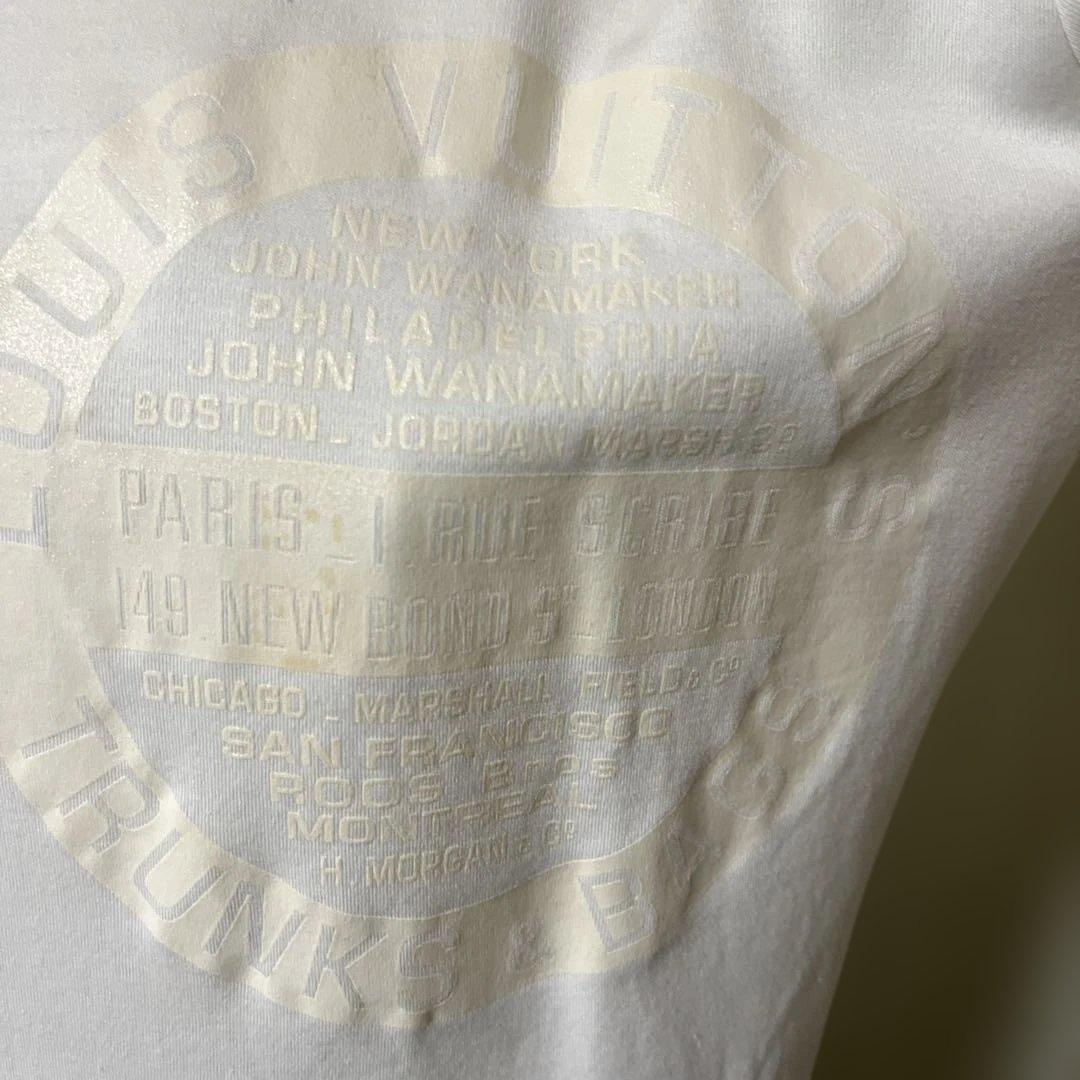 LOUIS VUITTON'S
NEW YORK
JOHN WANAMAKER
PHILADELPHIA
JOHN WANAMAKER
BOSTON - JORDAN MARSH Co
PARIS - 1. RUE SCRIBE
149. NEW BOND ST LONDON
CHICAGO - MARSHALL FIELD & Co
SAN FRANCISCO
ROOS Bros
MONTREAL
H. MORGAN & Co
TRUNKS & BAGS